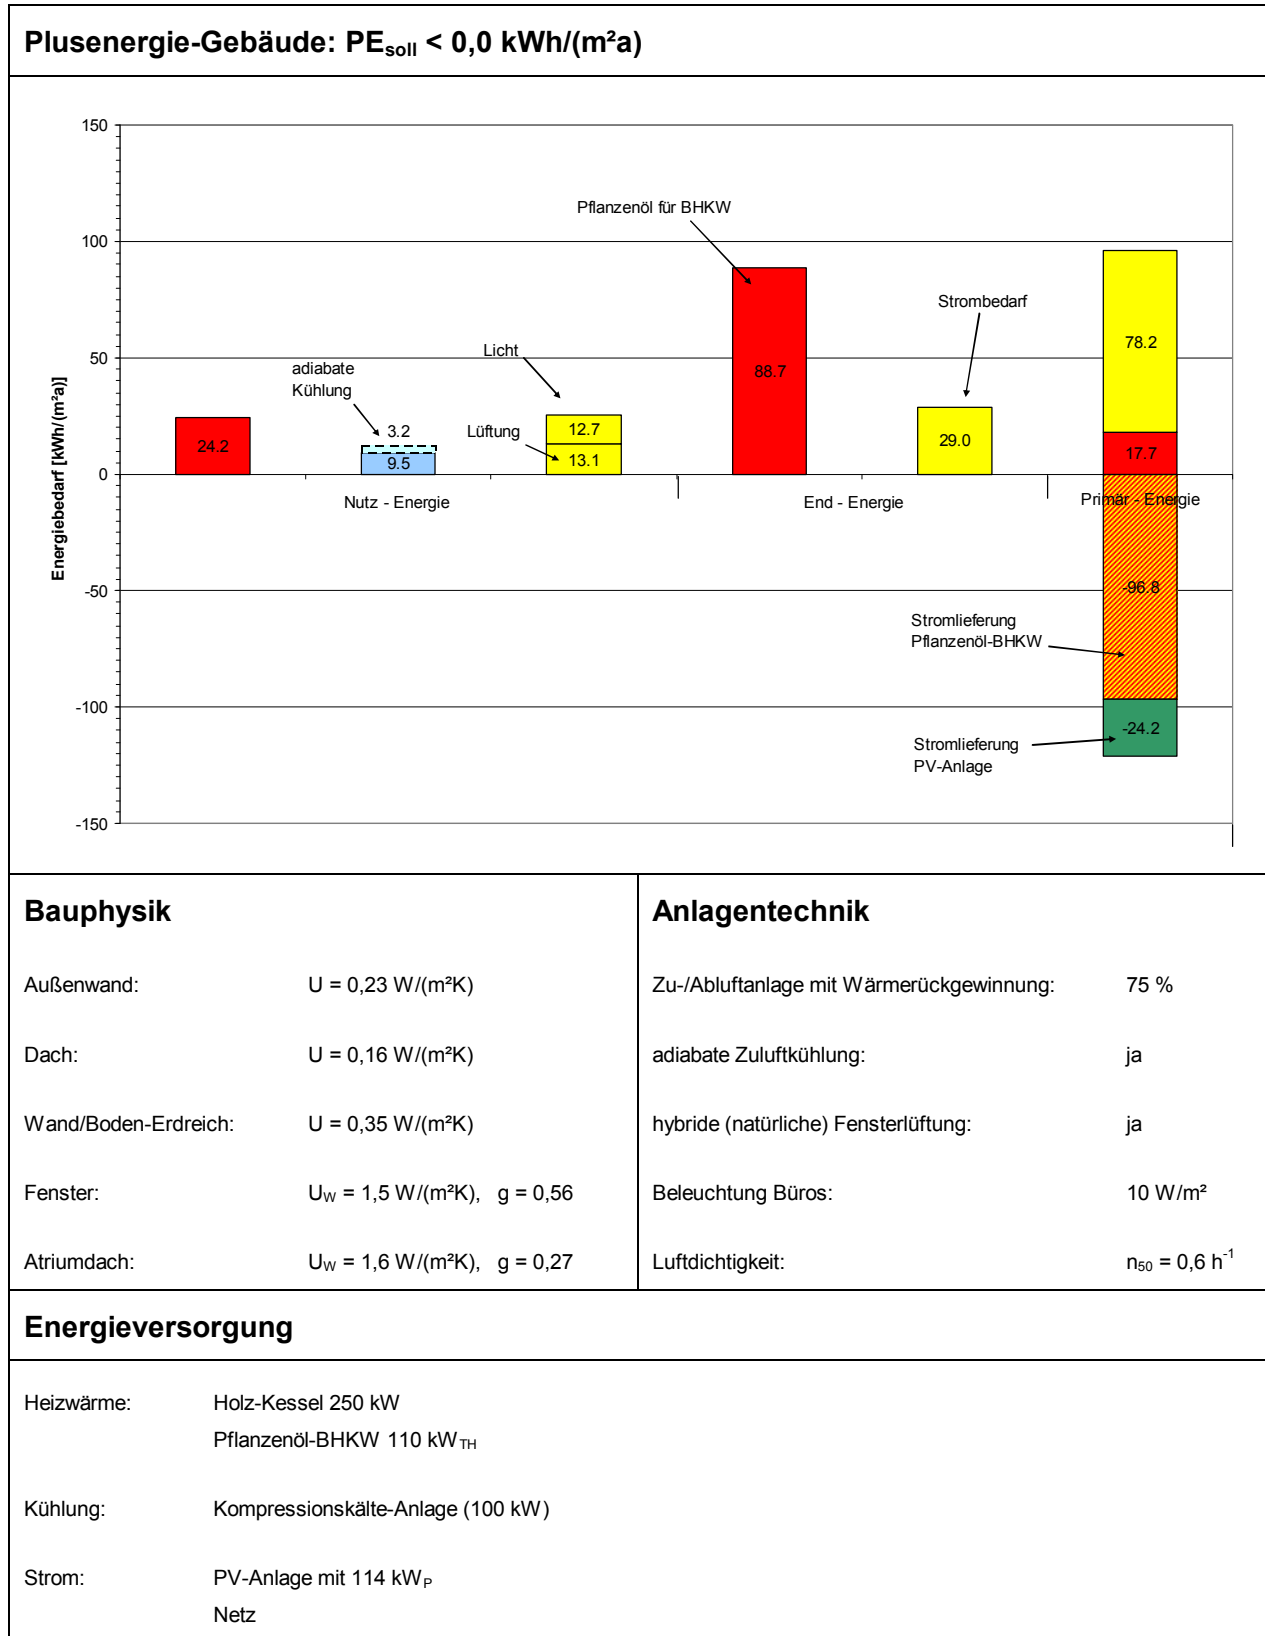 Plusenergie-Gebäude: PEsoll < 0,0 kWh/(m²a)
Energiebedarf [kWh/(m²a)]
150
100
50
0
-50
-100
-150
24.2
adiabate
Kühlung
3.2
9.5
Licht
Lüftung
12.7
13.1
Pflanzenöl für BHKW
88.7
Strombedarf
29.0
78.2
17.7
Nutz - Energie
End - Energie
Primär - Energie
-96.8
Stromlieferung
Pflanzenöl-BHKW
-24.2
Stromlieferung
PV-Anlage
Bauphysik
Außenwand: U = 0,23 W/(m²K)
Dach: U = 0,16 W/(m²K)
Wand/Boden-Erdreich: U = 0,35 W/(m²K)
Fenster: UW = 1,5 W/(m²K), g = 0,56
Atriumdach: UW = 1,6 W/(m²K), g = 0,27
Anlagentechnik
Zu-/Abluftanlage mit Wärmerückgewinnung: 75 %
adiabate Zuluftkühlung: ja
hybride (natürliche) Fensterlüftung: ja
Beleuchtung Büros: 10 W/m²
Luftdichtigkeit: n50 = 0,6 h-1
Energieversorgung
Heizwärme: Holz-Kessel 250 kW
Pflanzenöl-BHKW 110 kWTH
Kühlung: Kompressionskälte-Anlage (100 kW)
Strom: PV-Anlage mit 114 kWP
Netz